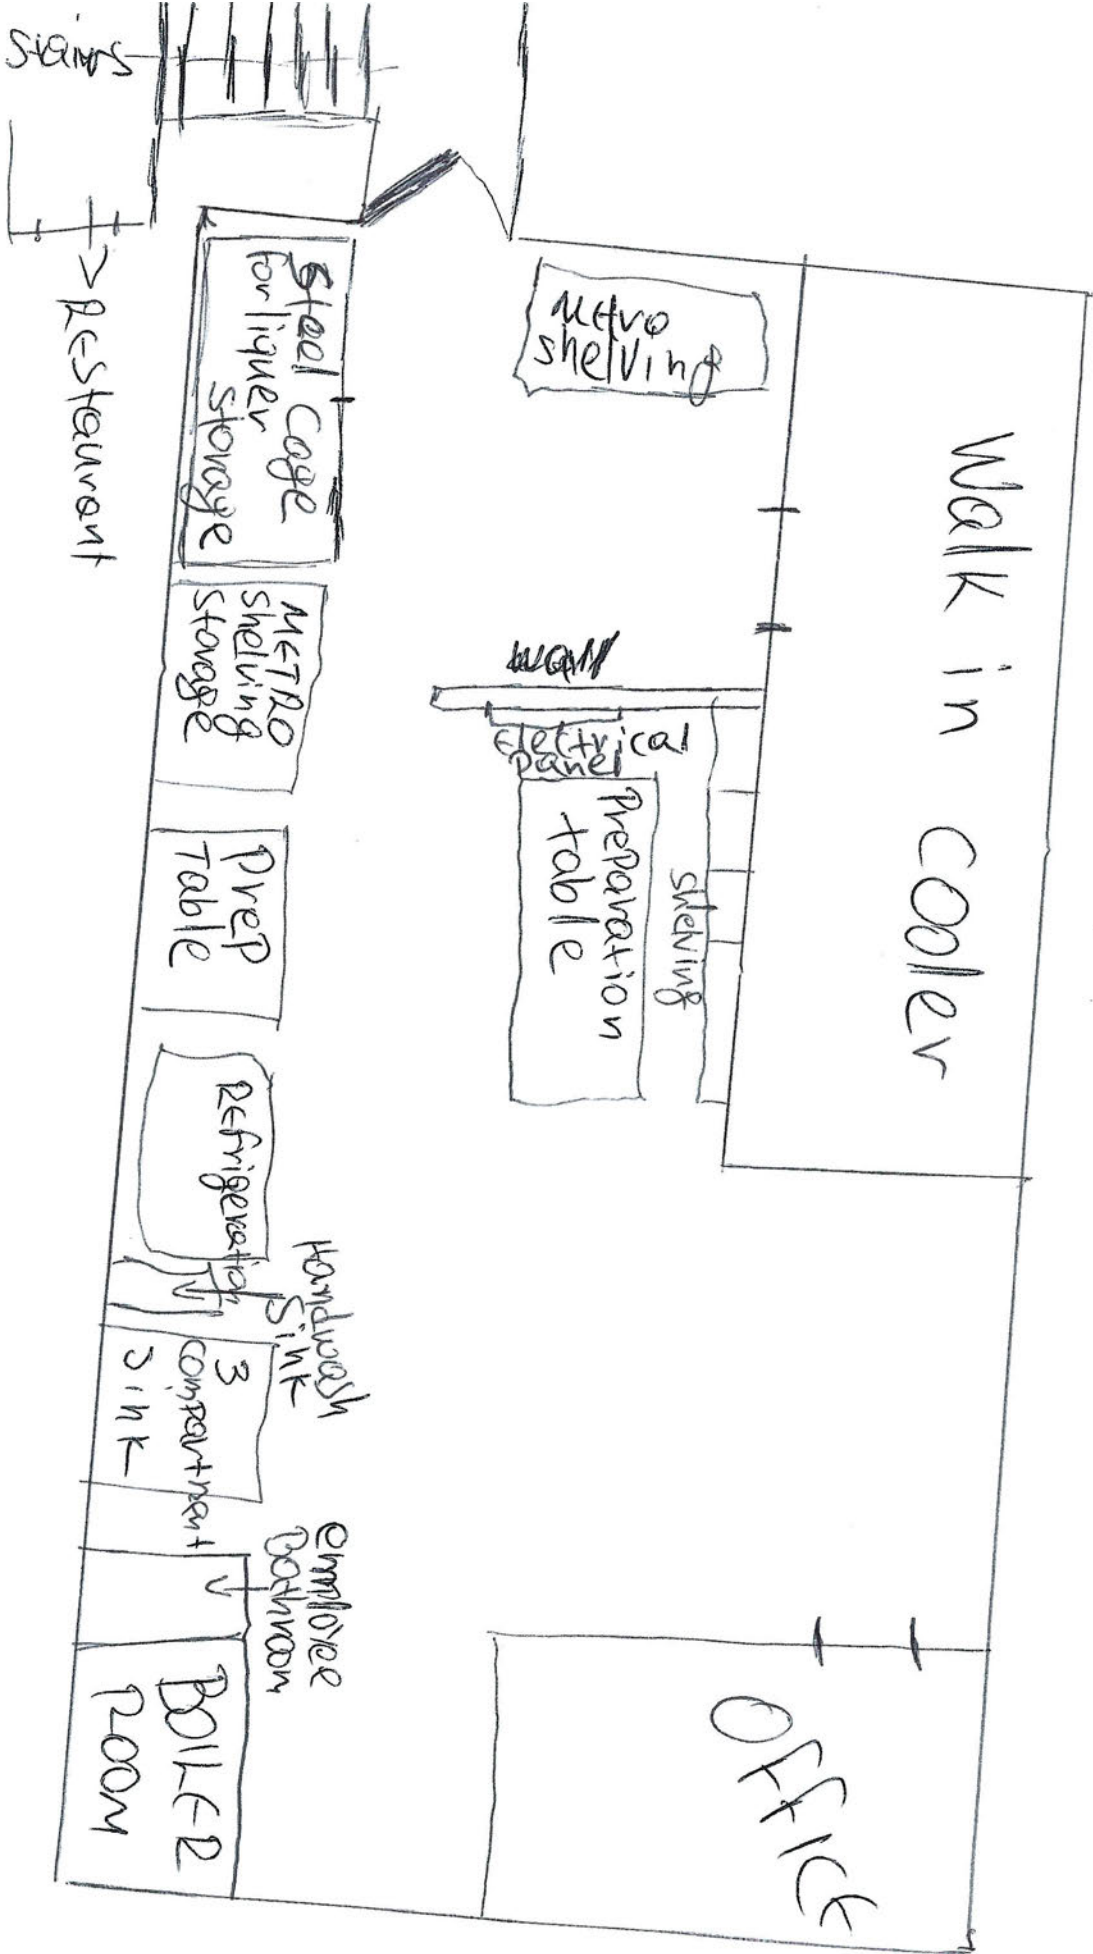 Stairs
> REStaurant
Steel Cage
for liquer
Storage
Metro
shelving
Walk in Cooler
METRO
Shelving
Storage
wall
Electrical
Panel
PreParation
table
Shelving
PreP
Table
REfrigeration
Handwash
Sink
3
compartment
Sink
employee
Bathroom
BOILER
ROOM
OFFICE